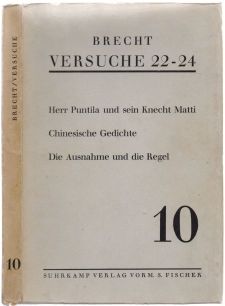 BRECHT/VERSUCHE
10
BRECHT
VERSUCHE 22-24
Herr Puntila und sein Knecht Matti
Chinesische Gedichte
Die Ausnahme und die Regel
10
SUHRKAMP VERLAG VORM. S. FISCHER